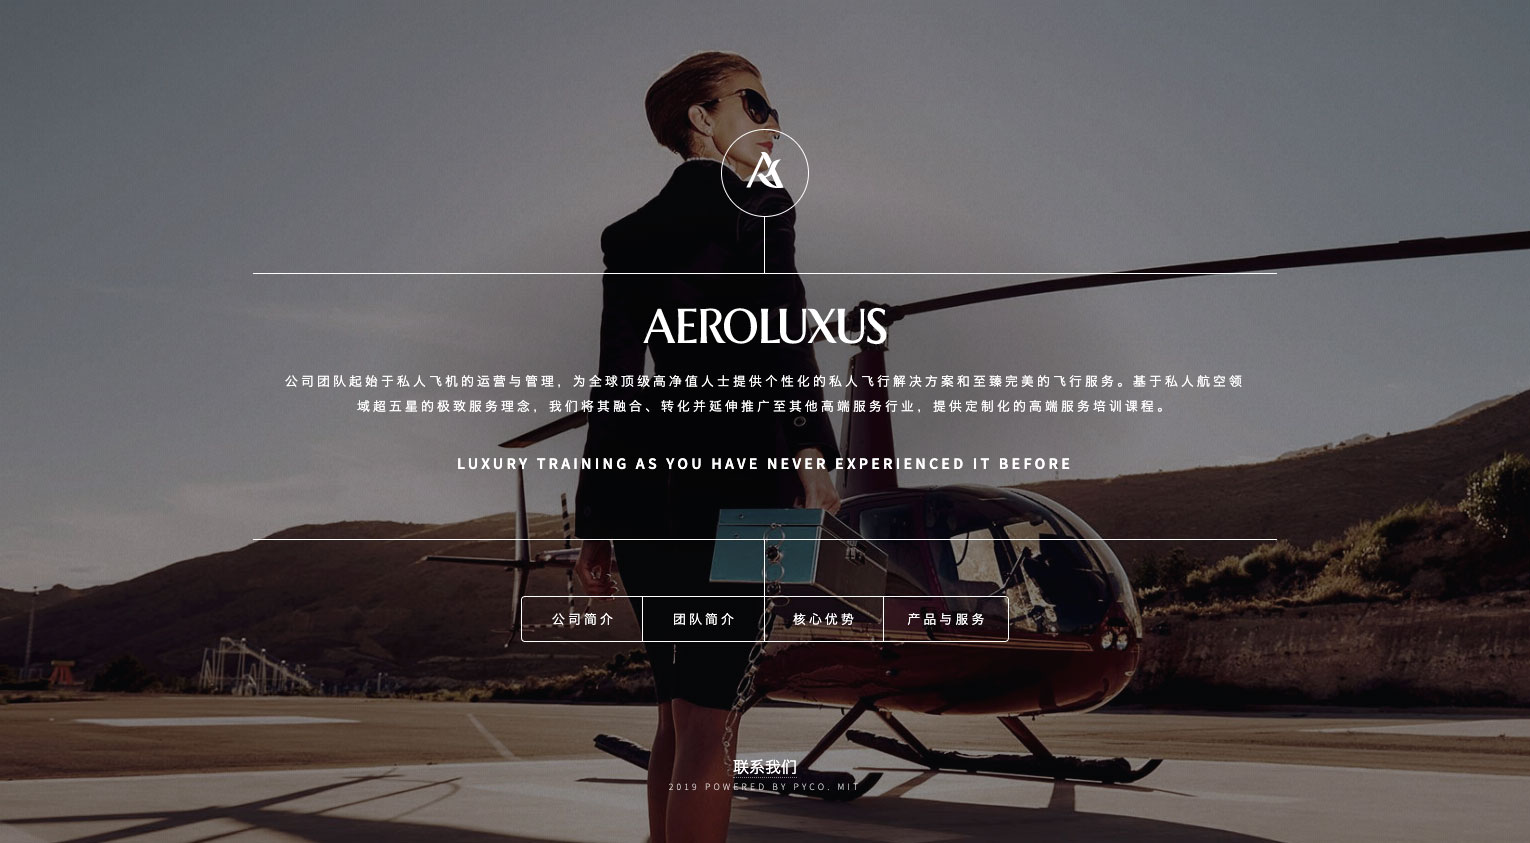 AEROLUXUS
公司团队起始于私人飞机的运营与管理，为全球顶级高净值人士提供个性化的私人飞行解决方案和至臻完美的飞行服务。基于私人航空领
域超五星的极致服务理念，我们将其融合、转化并延伸推广至其他高端服务行业，提供定制化的高端服务培训课程。
LUXURY TRAINING AS YOU HAVE NEVER EXPERIENCED IT BEFORE
公司简介 团队简介 核心优势 产品与服务
联系我们
2019 POWERED BY PYCO. MIT